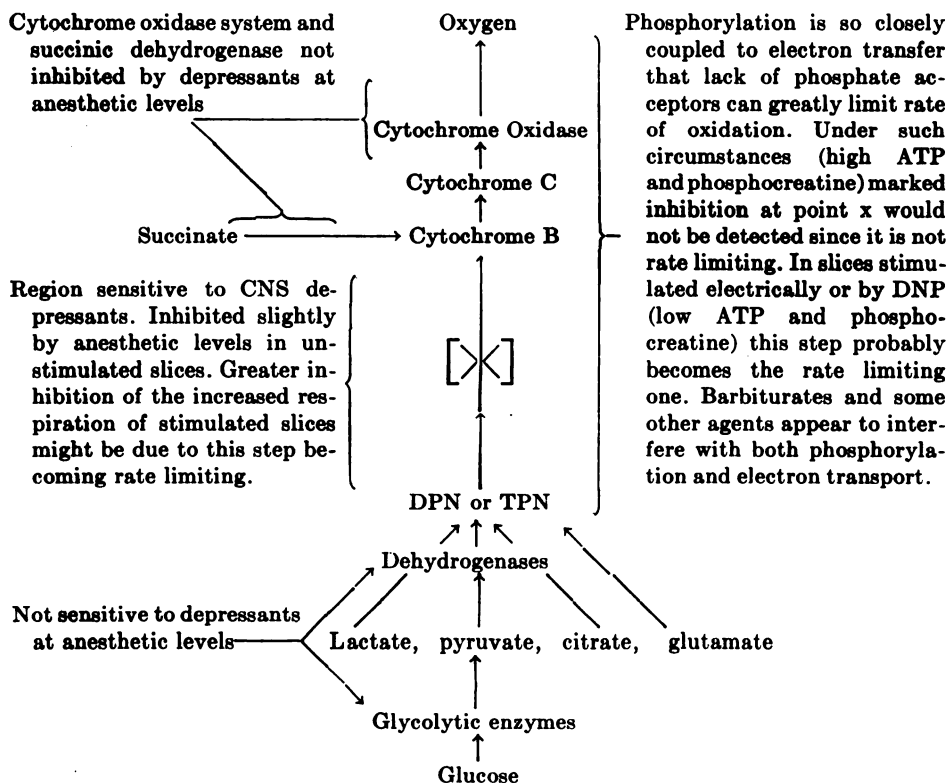 Cytochrome oxidase system and
succinic dehydrogenase not
inhibited by depressants at
anesthetic levels
Oxygen
Phosphorylation is so closely
coupled to electron transfer
that lack of phosphate ac-
ceptors can greatly limit rate
of oxidation. Under such
circumstances (high ATP
and phosphocreatine) marked
inhibition at point x would
not be detected since it is not
rate limiting. In slices stimu-
lated electrically or by DNP
(low ATP and phospho-
creatine) this step probably
becomes the rate limiting
one. Barbiturates and some
other agents appear to inter-
fere with both phosphoryla-
tion and electron transport.
Cytochrome Oxidase
Cytochrome C
Succinate
Cytochrome B
Region sensitive to CNS de-
pressants. Inhibited slightly
by anesthetic levels in un-
stimulated slices. Greater in-
hibition of the increased res-
piration of stimulated slices
might be due to this step be-
coming rate limiting.
[X]
DPN or TPN
Dehydrogenases
Not sensitive to depressants
at anesthetic levels
Lactate, pyruvate, citrate, glutamate
Glycolytic enzymes
Glucose